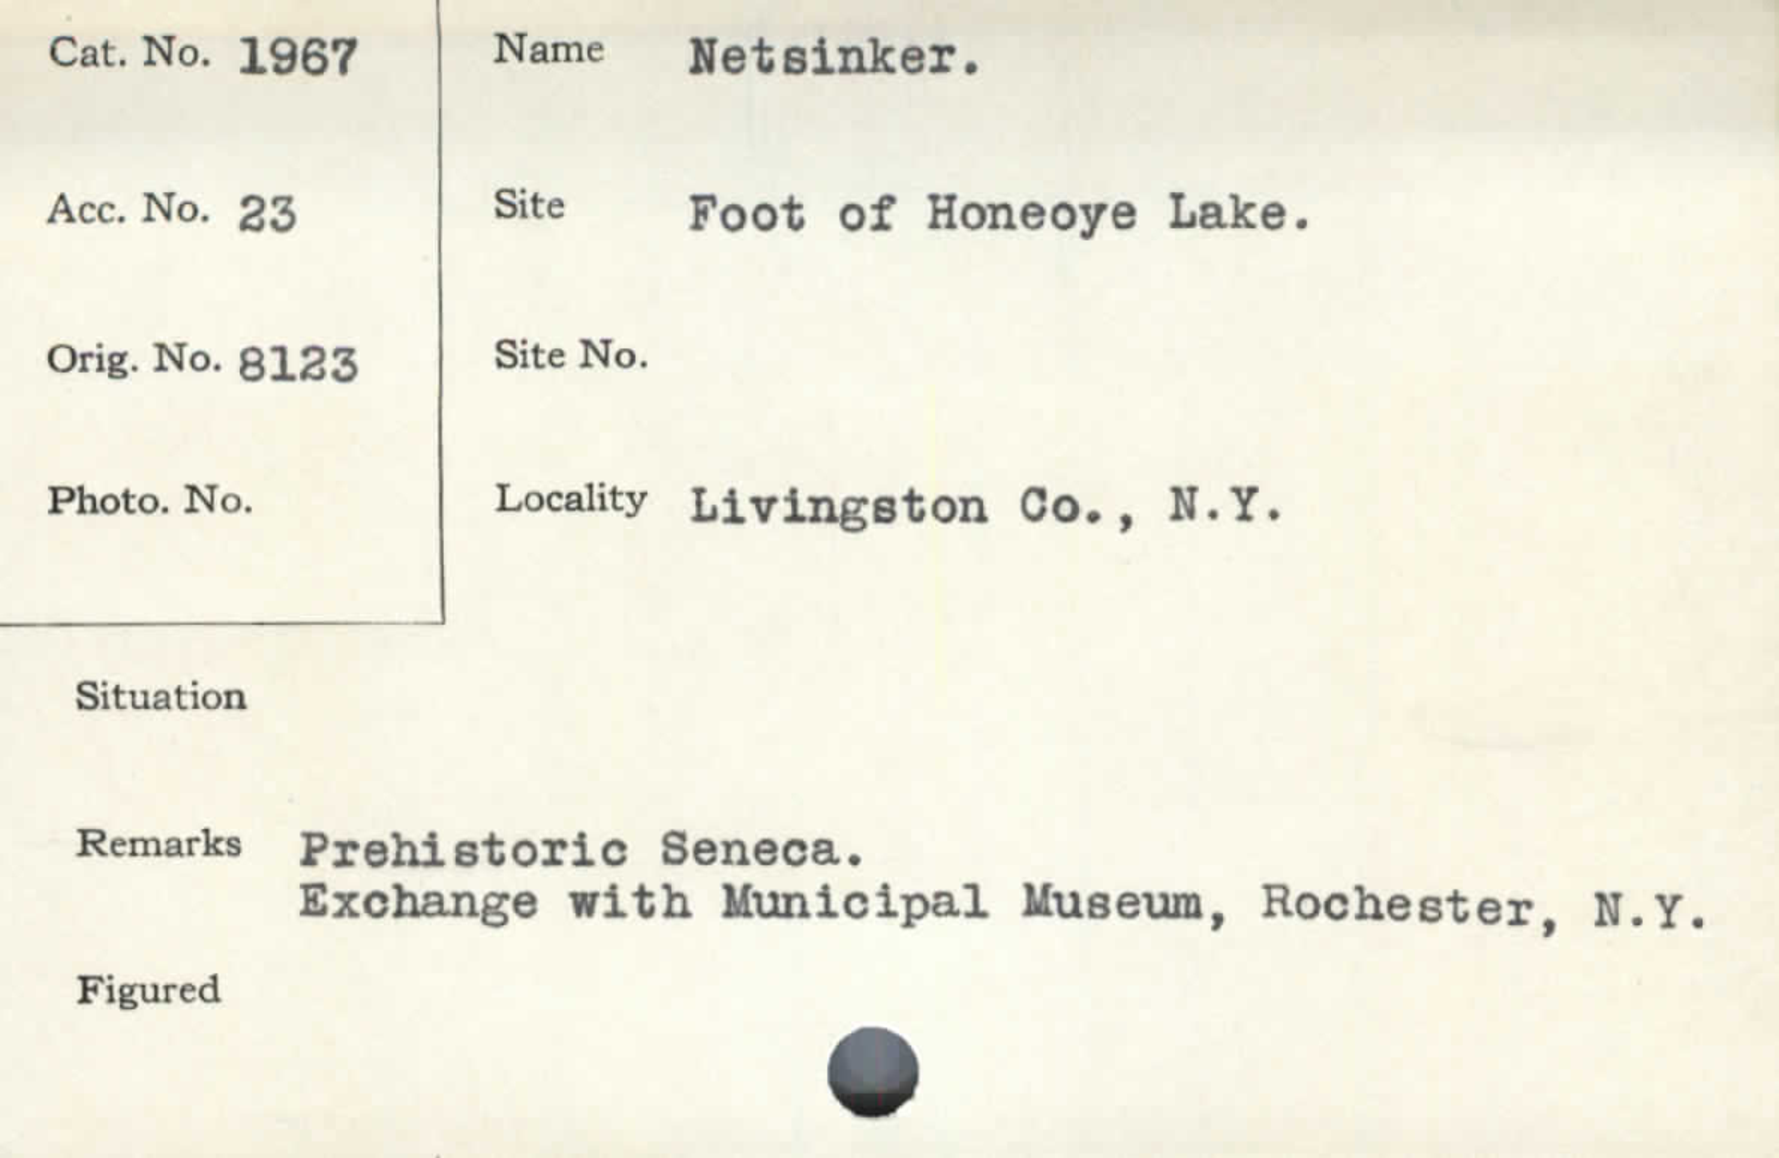 Cat. No. 1967
Name Netsinker.
Acc. No. 23
Site Foot of Honeoye Lake.
Orig. No. 8123
Site No.
Photo. No.
Locality Livingston Co., N.Y.
Situation
Remarks Prehistoric Seneca.
Exchange with Municipal Museum, Rochester, N.Y.
Figured